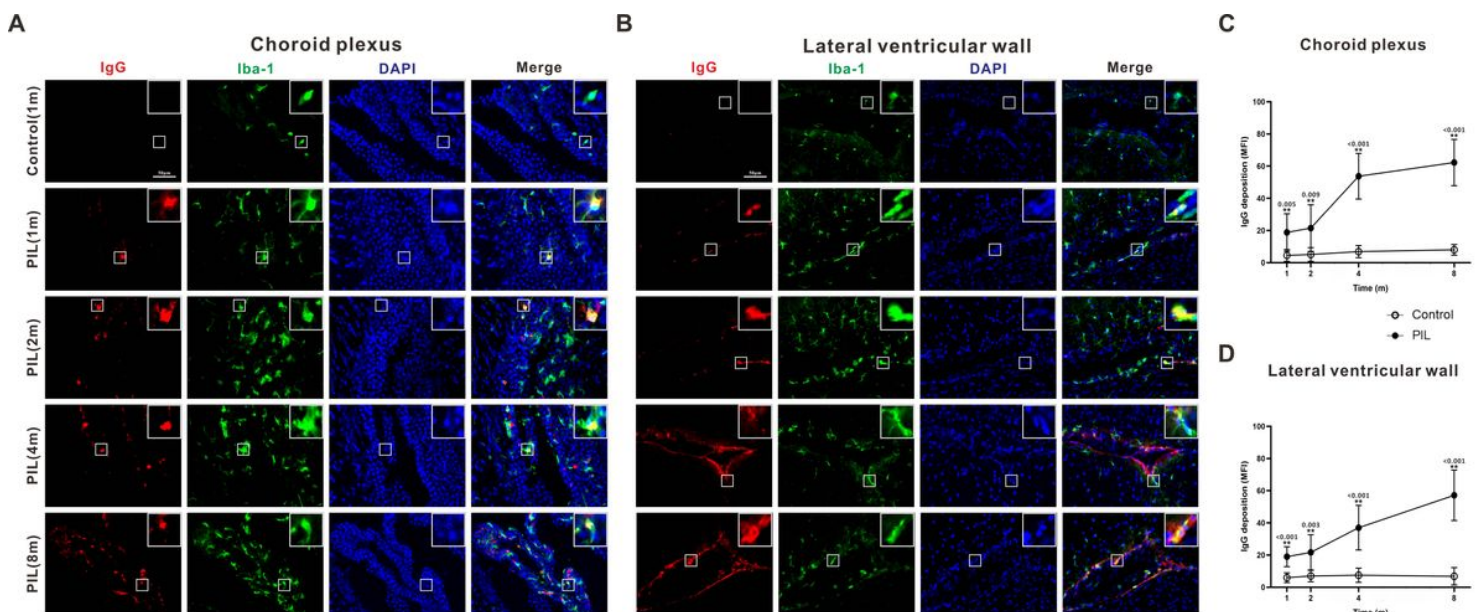 A
Choroid plexus
IgG Iba-1 DAPI Merge
Control(1m)
50μm
PIL(1m)
PIL(2m)
PIL(4m)
PIL(8m)
B
Lateral ventricular wall
IgG Iba-1 DAPI Merge
50μm
C
Choroid plexus
IgG deposition (MFI)
100
80
60
40
20
0
0.005
**
0.009
**
<0.001
**
<0.001
**
1 2 4 8
Time (m)
Control
PIL
D
Lateral ventricular wall
IgG deposition (MFI)
100
80
60
40
20
0
<0.001
**
0.003
**
<0.001
**
<0.001
**
1 2 4 8
Time (m)